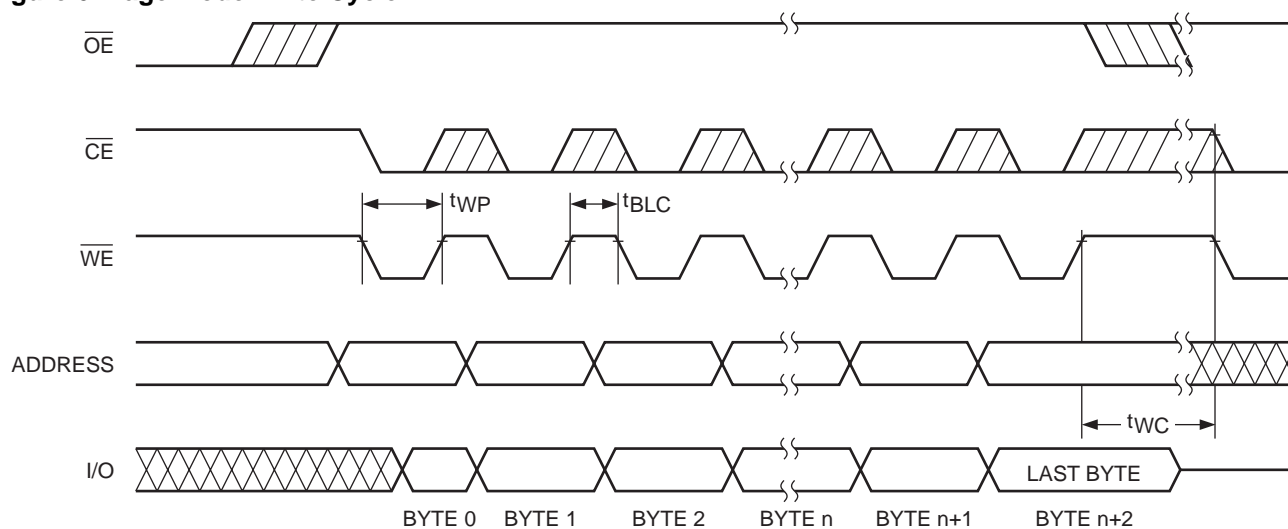 OE
CE
tWP
tBLC
WE
ADDRESS
tWC
I/O
LAST BYTE
BYTE 0 BYTE 1 BYTE 2 BYTE n BYTE n+1 BYTE n+2